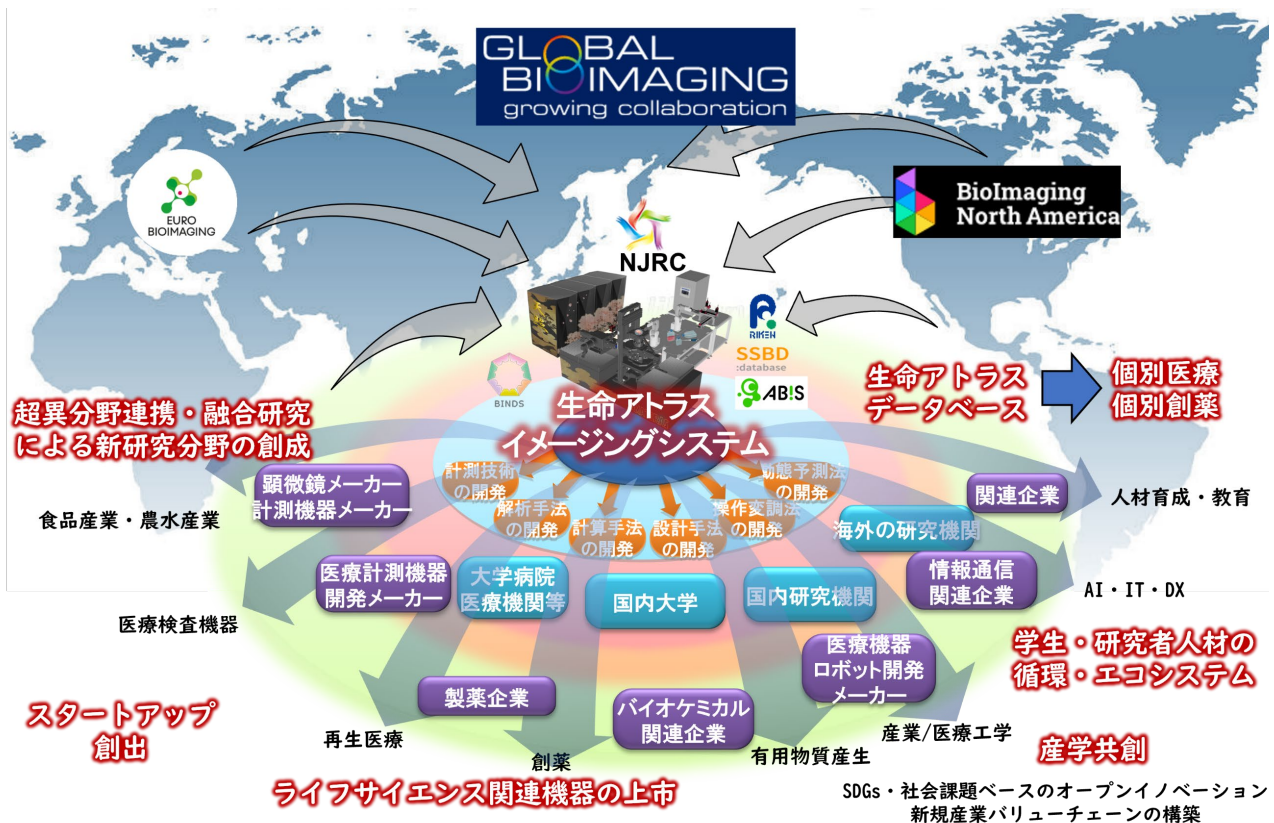 GLOBAL
BIOIMAGING
growing collaboration
EURO
BIOIMAGING
BioImaging
North America
NJRC
RIKEN
SSBD
:database
ABiS
BINDS
生命アトラス
イメージングシステム
生命アトラス
データベース
個別医療
個別創薬
超異分野連携・融合研究
による新研究分野の創成
計測技術
の開発
解析手法
の開発
計算手法
の開発
設計手法
の開発
操作変調法
の開発
動態予測法
の開発
顕微鏡メーカー
計測機器メーカー
関連企業
人材育成・教育
食品産業・農水産業
海外の研究機関
医療計測機器
開発メーカー
大学病院
医療機関等
国内大学
国内研究機関
情報通信
関連企業
AI・IT・DX
医療検査機器
医療機器
ロボット開発
メーカー
学生・研究者人材の
循環・エコシステム
製薬企業
バイオケミカル
関連企業
スタートアップ
創出
再生医療
創薬
有用物質産生
産業/医療工学
産学共創
ライフサイエンス関連機器の上市
SDGs・社会課題ベースのオープンイノベーション
新規産業バリューチェーンの構築